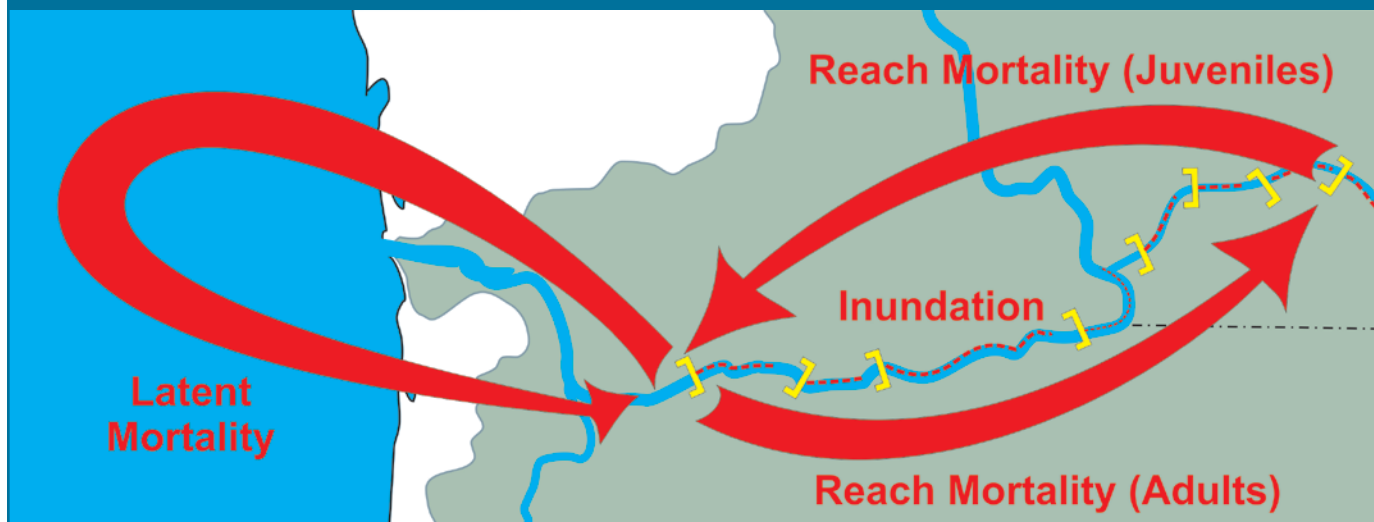 Reach Mortality (Juveniles)
Inundation
Latent
Mortality
Reach Mortality (Adults)